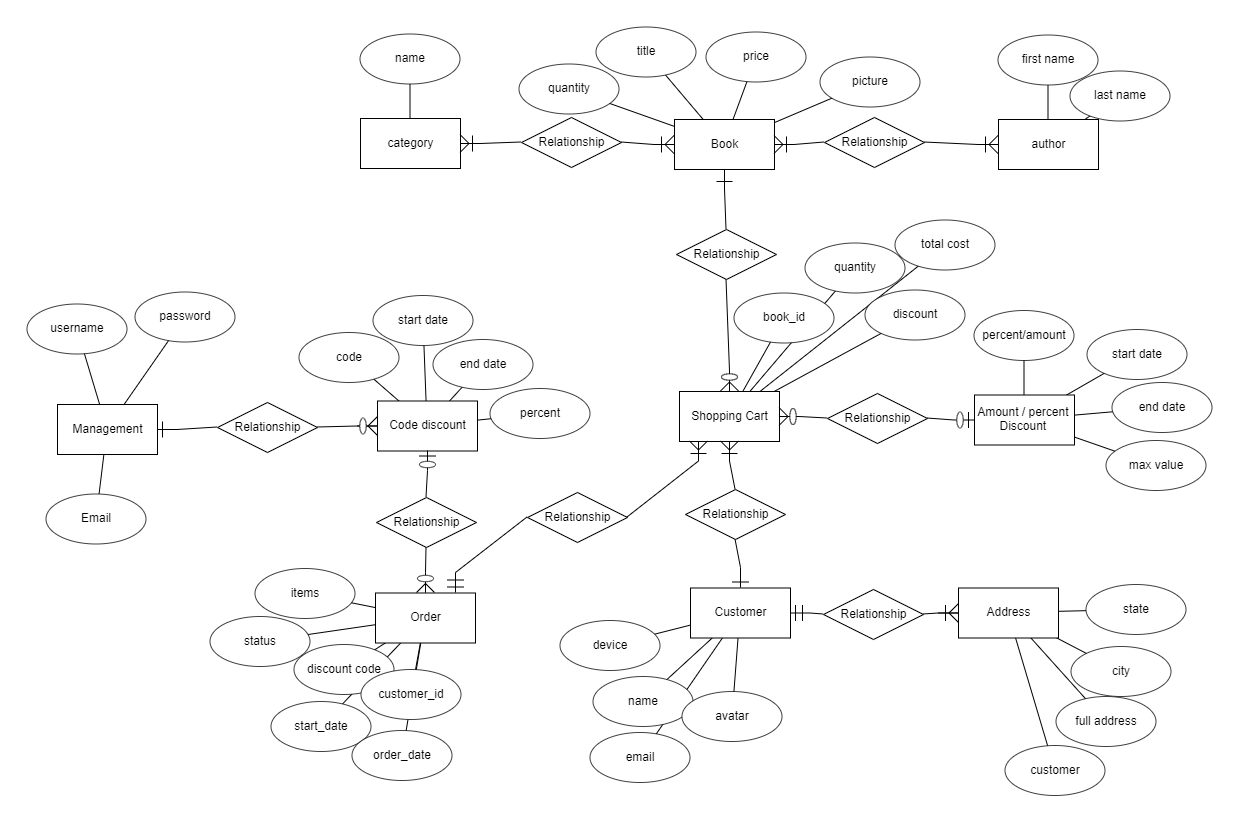 name
title
price
quantity
picture
first name
last name
category
Relationship
Book
Relationship
author
Relationship
total cost
quantity
book_id
discount
username
password
start date
code
end date
percent
percent/amount
start date
end date
max value
Management
Relationship
Code discount
Shopping Cart
Relationship
Amount / percent
Discount
Email
Relationship
Relationship
Relationship
items
status
discount code
customer_id
start_date
order_date
Order
Customer
Relationship
Address
device
name
email
avatar
state
city
full address
customer